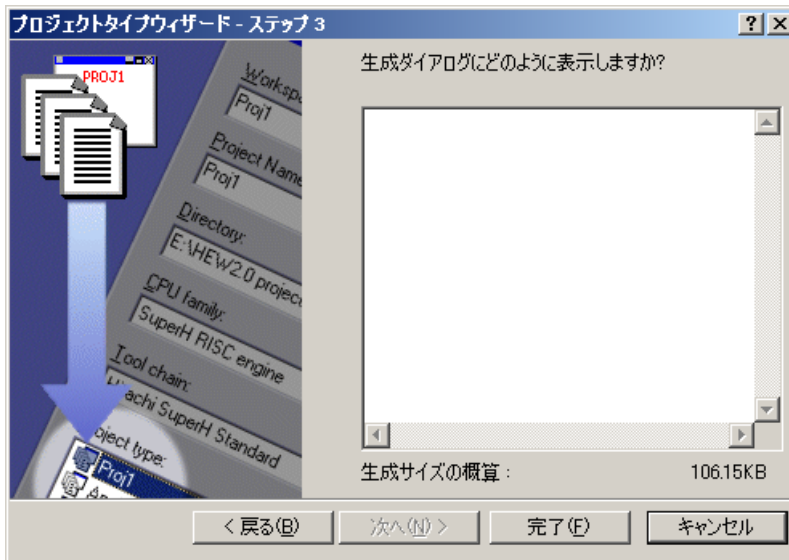 プロジェクトタイプウィザード - ステップ 3
生成ダイアログにどのように表示しますか?
PROJ1
Workspa
Proj1
Project Name
Proj1
Directory:
E:\HEW2.0 project
CPU family:
SuperH RISC engine
Tool chain:
Hitachi SuperH Standard
oject type:
Proj1
生成サイズの概算 :
106.15KB
< 戻る(B)
次へ(N) >
完了(F)
キャンセル